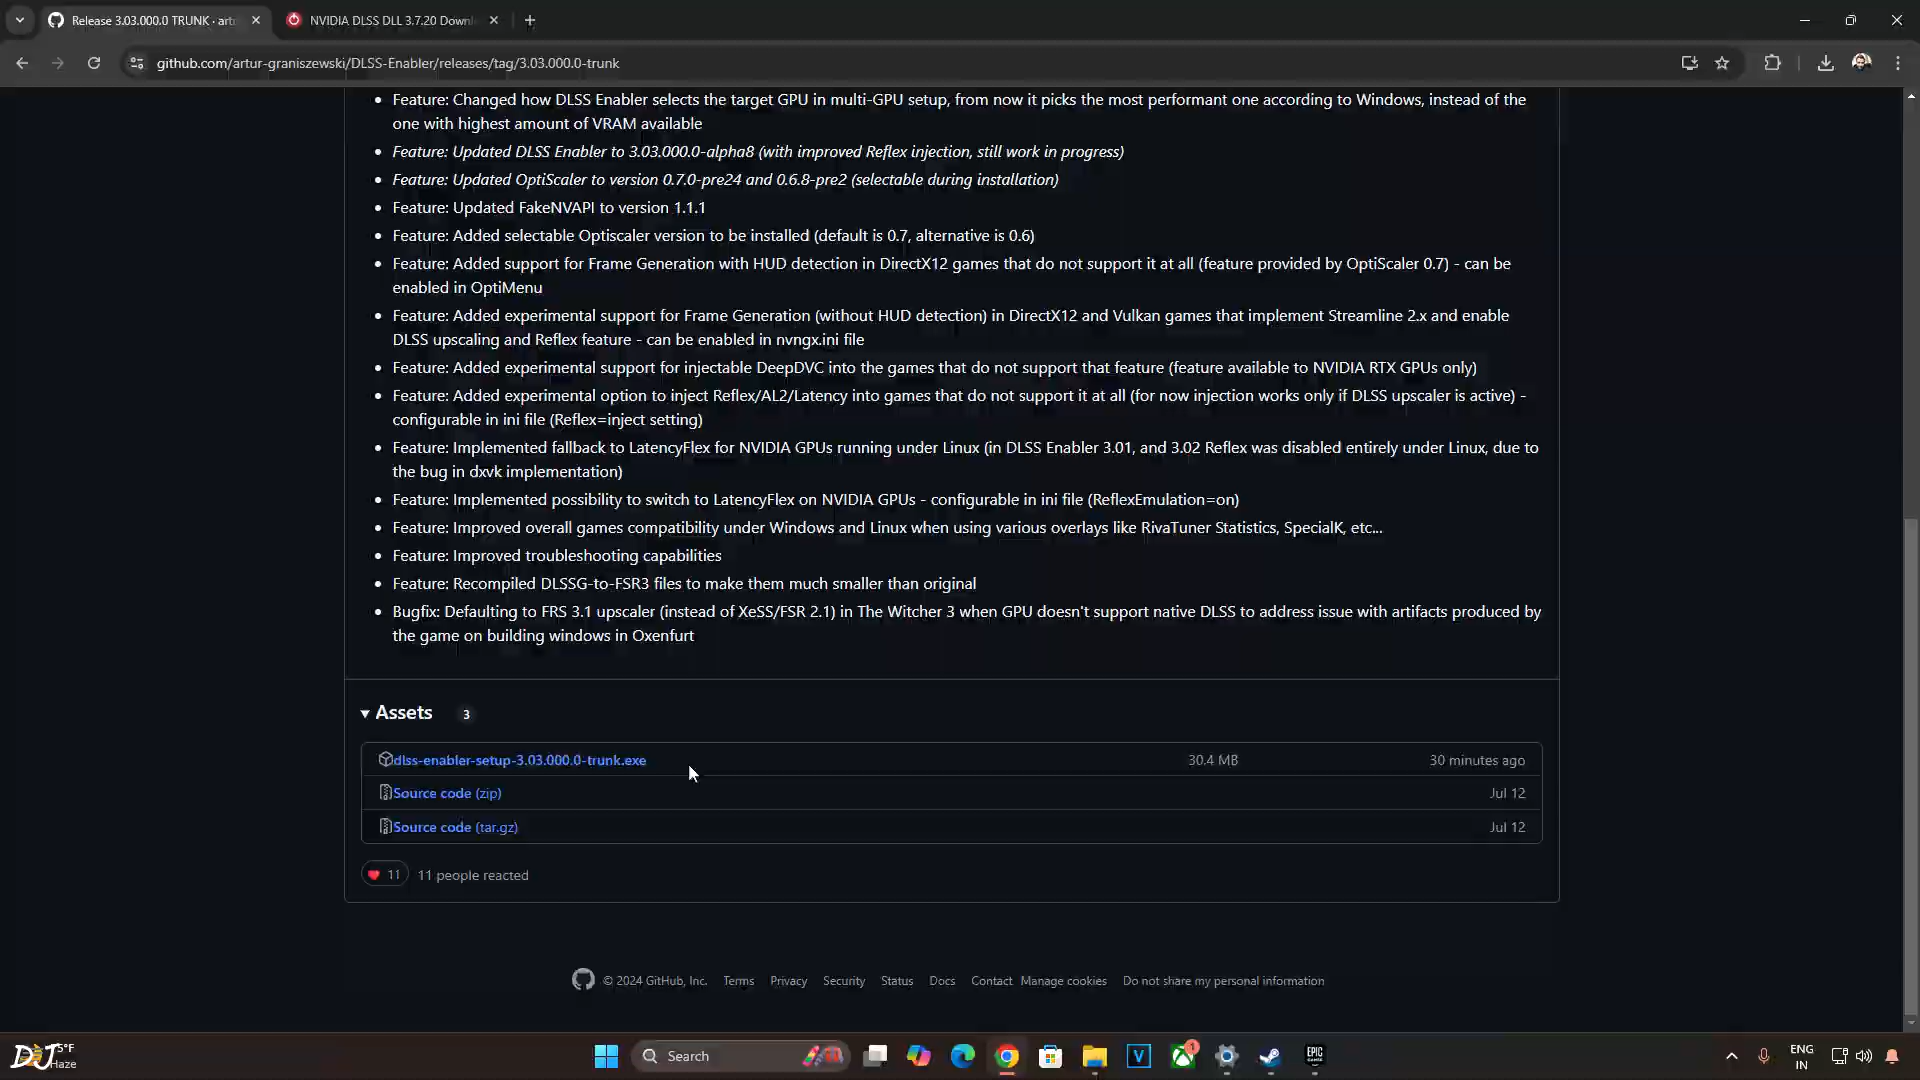 Release 3.03.000.0 TRUNK · artu
NVIDIA DLSS DLL 3.7.20 Downl
github.com/artur-graniszewski/DLSS-Enabler/releases/tag/3.03.000.0-trunk
Feature: Changed how DLSS Enabler selects the target GPU in multi-GPU setup, from now it picks the most performant one according to Windows, instead of the
one with highest amount of VRAM available
Feature: Updated DLSS Enabler to 3.03.000.0-alpha8 (with improved Reflex injection, still work in progress)
Feature: Updated OptiScaler to version 0.7.0-pre24 and 0.6.8-pre2 (selectable during installation)
Feature: Updated FakeNVAPI to version 1.1.1
Feature: Added selectable Optiscaler version to be installed (default is 0.7, alternative is 0.6)
Feature: Added support for Frame Generation with HUD detection in DirectX12 games that do not support it at all (feature provided by OptiScaler 0.7) - can be
enabled in OptiMenu
Feature: Added experimental support for Frame Generation (without HUD detection) in DirectX12 and Vulkan games that implement Streamline 2.x and enable
DLSS upscaling and Reflex feature - can be enabled in nvngx.ini file
Feature: Added experimental support for injectable DeepDVC into the games that do not support that feature (feature available to NVIDIA RTX GPUs only)
Feature: Added experimental option to inject Reflex/AL2/Latency into games that do not support it at all (for now injection works only if DLSS upscaler is active) -
configurable in ini file (Reflex=inject setting)
Feature: Implemented fallback to LatencyFlex for NVIDIA GPUs running under Linux (in DLSS Enabler 3.01, and 3.02 Reflex was disabled entirely under Linux, due to
the bug in dxvk implementation)
Feature: Implemented possibility to switch to LatencyFlex on NVIDIA GPUs - configurable in ini file (ReflexEmulation=on)
Feature: Improved overall games compatibility under Windows and Linux when using various overlays like RivaTuner Statistics, SpecialK, etc...
Feature: Improved troubleshooting capabilities
Feature: Recompiled DLSSG-to-FSR3 files to make them much smaller than original
Bugfix: Defaulting to FRS 3.1 upscaler (instead of XeSS/FSR 2.1) in The Witcher 3 when GPU doesn't support native DLSS to address issue with artifacts produced by
the game on building windows in Oxenfurt
Assets 3
dlss-enabler-setup-3.03.000.0-trunk.exe 30.4 MB 30 minutes ago
Source code (zip) Jul 12
Source code (tar.gz) Jul 12
11 11 people reacted
© 2024 GitHub, Inc. Terms Privacy Security Status Docs Contact Manage cookies Do not share my personal information
5°F
Haze
Search
V
1
EPIC
GAMES
ENG
IN